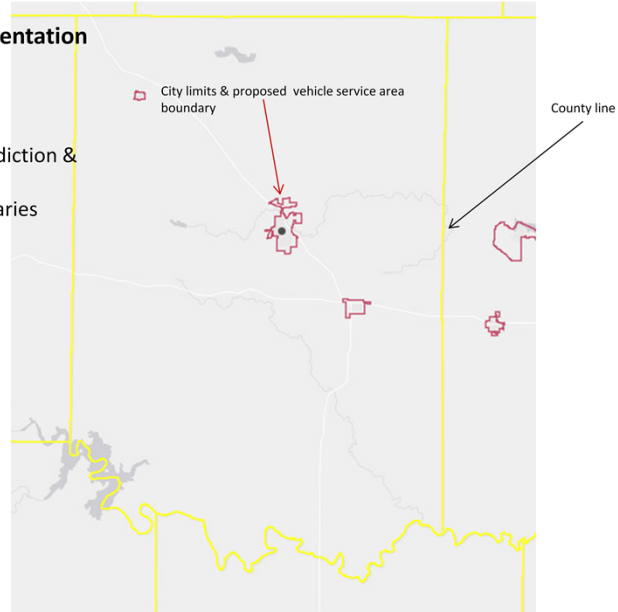 entation
City limits & proposed vehicle service area
boundary
County line
diction &
aries